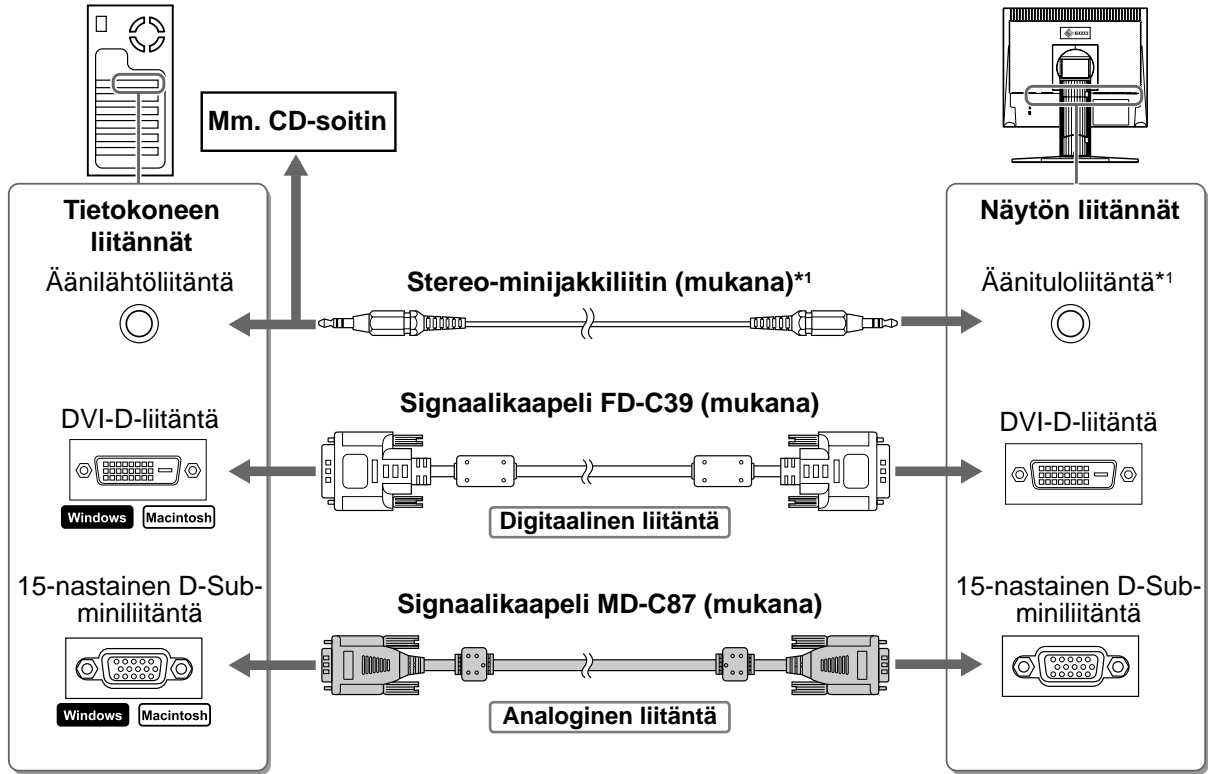 EIZO
Mm. CD-soitin
Tietokoneen
liitännät
Näytön liitännät
Äänilähtöliitäntä
Stereo-minijakkiliitin (mukana)*1
Äänituloliitäntä*1
DVI-D-liitäntä
Windows Macintosh
Signaalikaapeli FD-C39 (mukana)
Digitaalinen liitäntä
DVI-D-liitäntä
15-nastainen D-Sub-
miniliitäntä
Windows Macintosh
Signaalikaapeli MD-C87 (mukana)
Analoginen liitäntä
15-nastainen D-Sub-
miniliitäntä